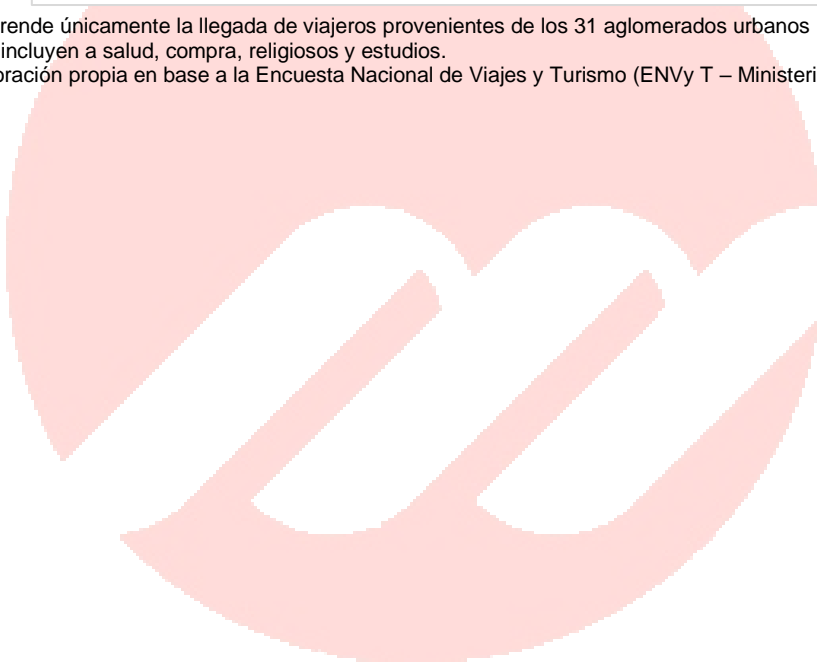 rende únicamente la llegada de viajeros provenientes de los 31 aglomerados urbanos
incluyen a salud, compra, religiosos y estudios.
oración propia en base a la Encuesta Nacional de Viajes y Turismo (ENVy T – Ministeri